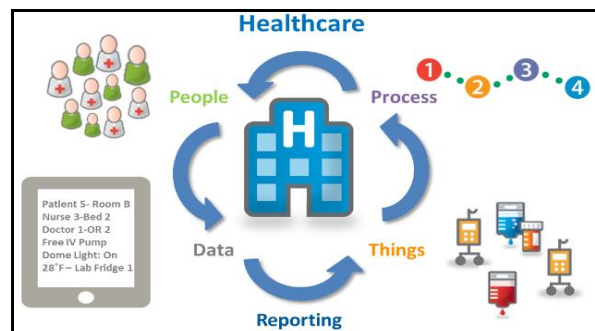 Healthcare
People
Process
1
2
3
4
H
Patient 5- Room B
Nurse 3-Bed 2
Doctor 1-OR 2
Free IV Pump
Dome Light: On
28°F— Lab Fridge 1
Data
Things
Reporting